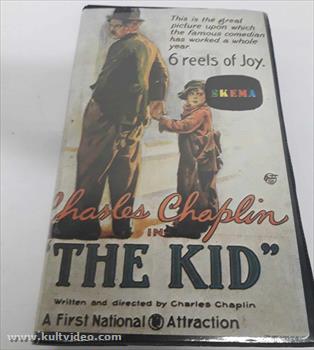 This is the great
picture upon which
the famous comedian
has worked a whole
year.
6 reels of Joy.
EKEMA
Charles Chaplin
IN
"THE KID"
Written and directed by Charles Chaplin
A First National Attraction
www.kultvideo.com